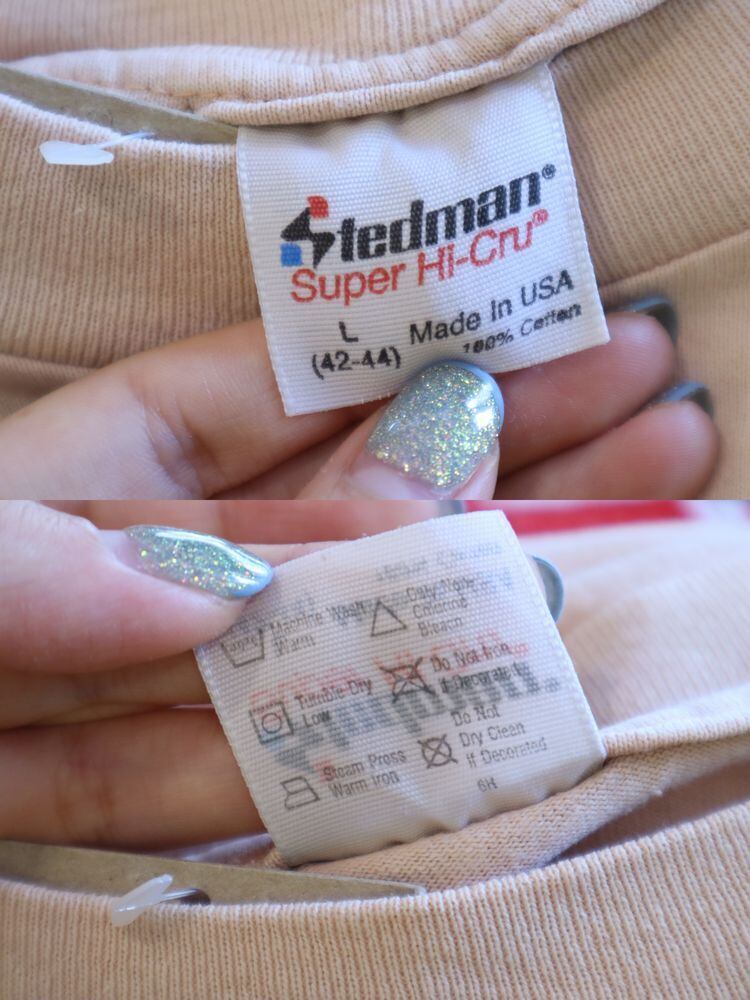 Stedman®
Super Hi-Cru®
L
(42-44)
Made In USA
100% Cotton
Machine Wash
Warm
Only Non-
Chlorine
Bleach
Tumble Dry
Low
Do Not Iron
If Decorated
Steam Press
Warm Iron
Do Not
Dry Clean
If Decorated
6H